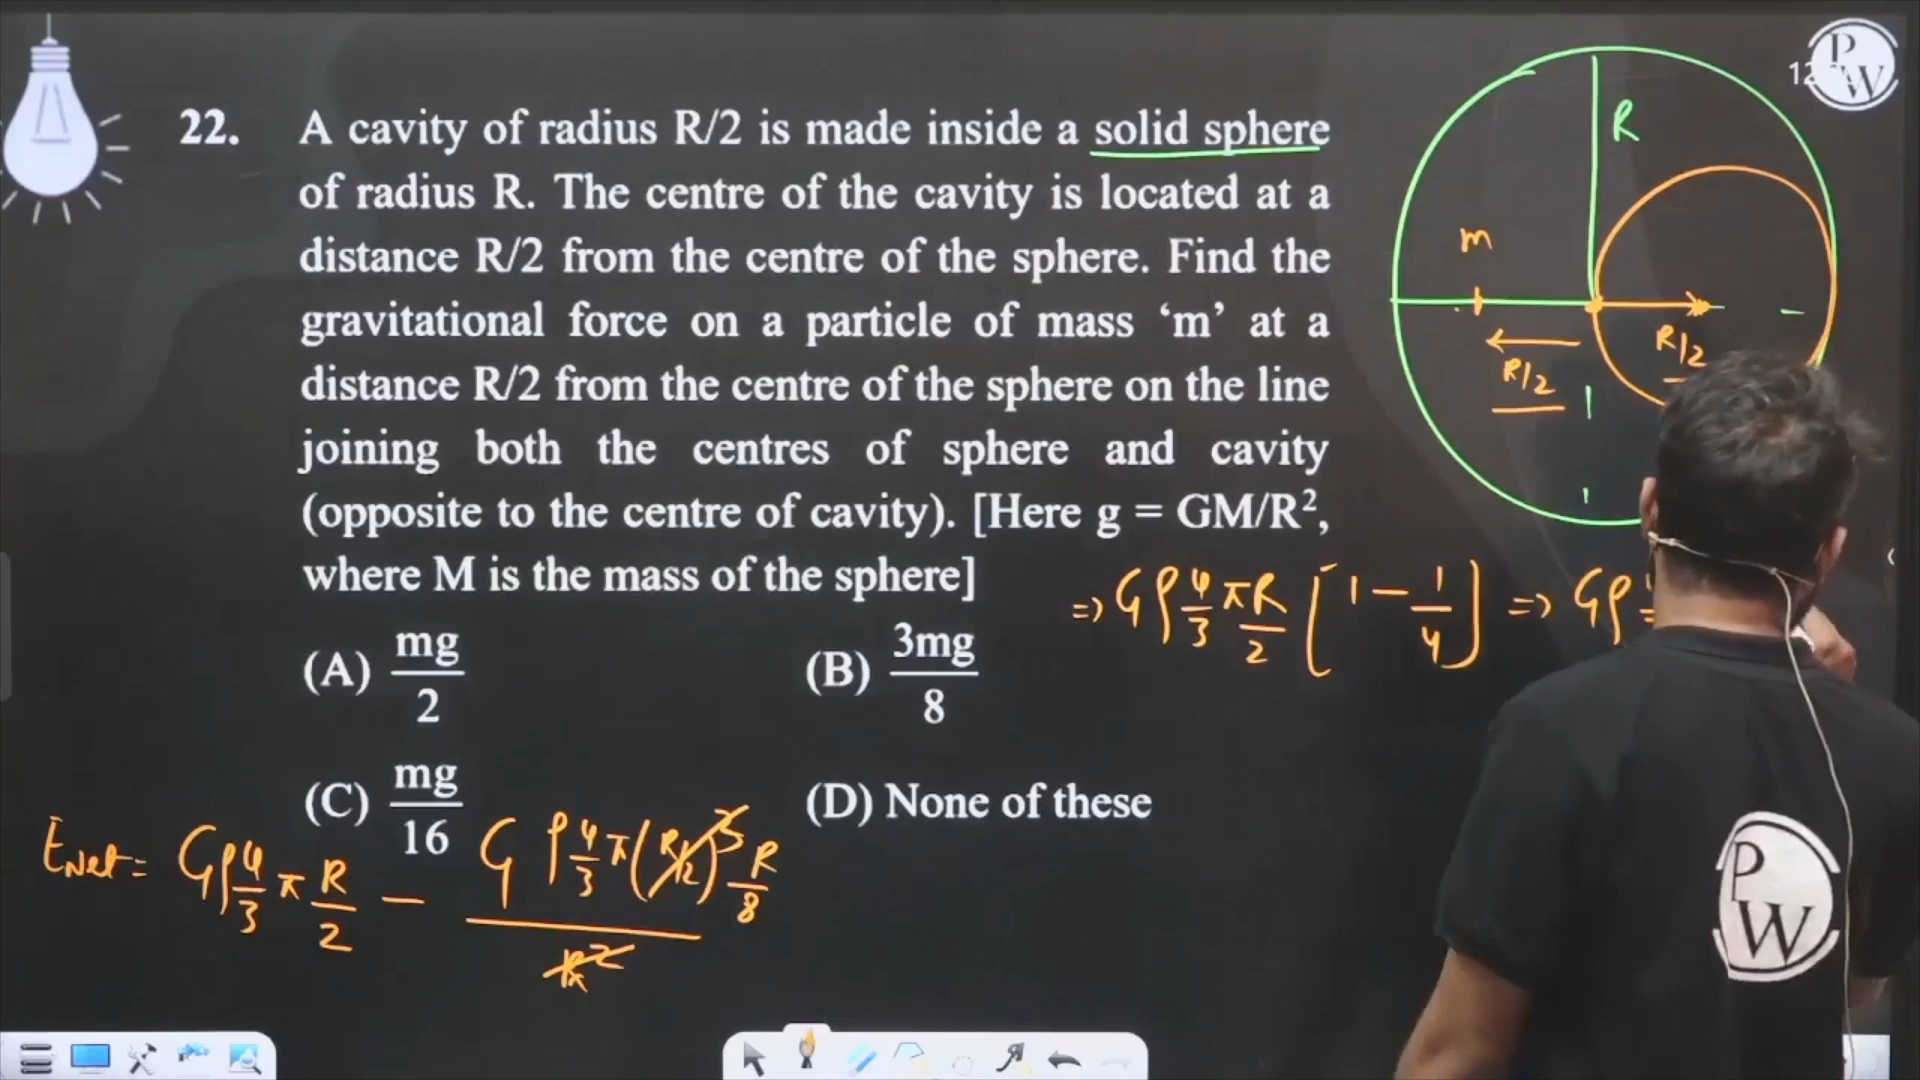 22. A cavity of radius R/2 is made inside a solid sphere
of radius R. The centre of the cavity is located at a
distance R/2 from the centre of the sphere. Find the
gravitational force on a particle of mass ‘m’ at a
distance R/2 from the centre of the sphere on the line
joining both the centres of sphere and cavity
(opposite to the centre of cavity). [Here g = GM/R²,
where M is the mass of the sphere]
(A) mg/2 (B) 3mg/8
(C) mg/16 (D) None of these
R
m
R/2
R/2
⇒ Gρ 4/3 π R/2 [1 - 1/4] ⇒ Gρ
E_Net = Gρ 4/3 π R/2 - G ρ 4/3 π (R/2)³ R/8
R²
PW
PW